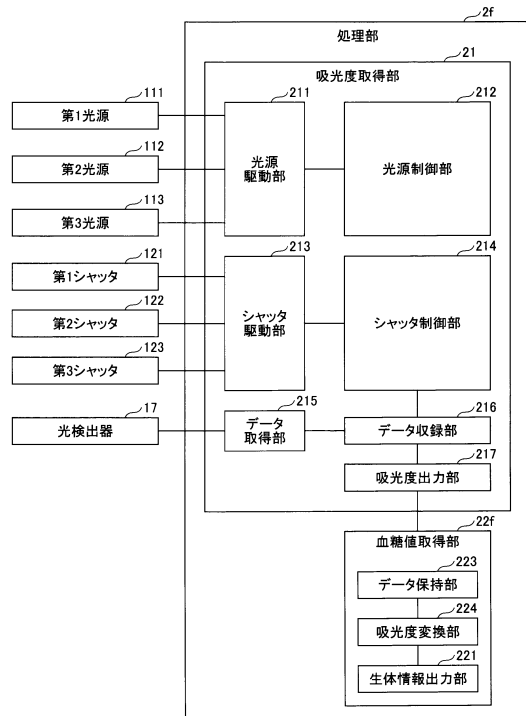 2f
処理部
21
吸光度取得部
111
第1光源
112
第2光源
113
第3光源
121
第1シャッタ
122
第2シャッタ
123
第3シャッタ
17
光検出器
211
光源
駆動部
212
光源制御部
213
シャッタ
駆動部
214
シャッタ制御部
215
データ
取得部
216
データ収録部
217
吸光度出力部
22f
血糖値取得部
223
データ保持部
224
吸光度変換部
221
生体情報出力部